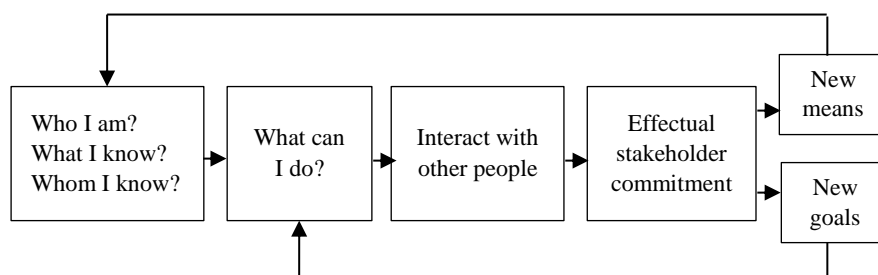 Who I am?
What I know?
Whom I know?
What can
I do?
Interact with
other people
Effectual
stakeholder
commitment
New
means
New
goals